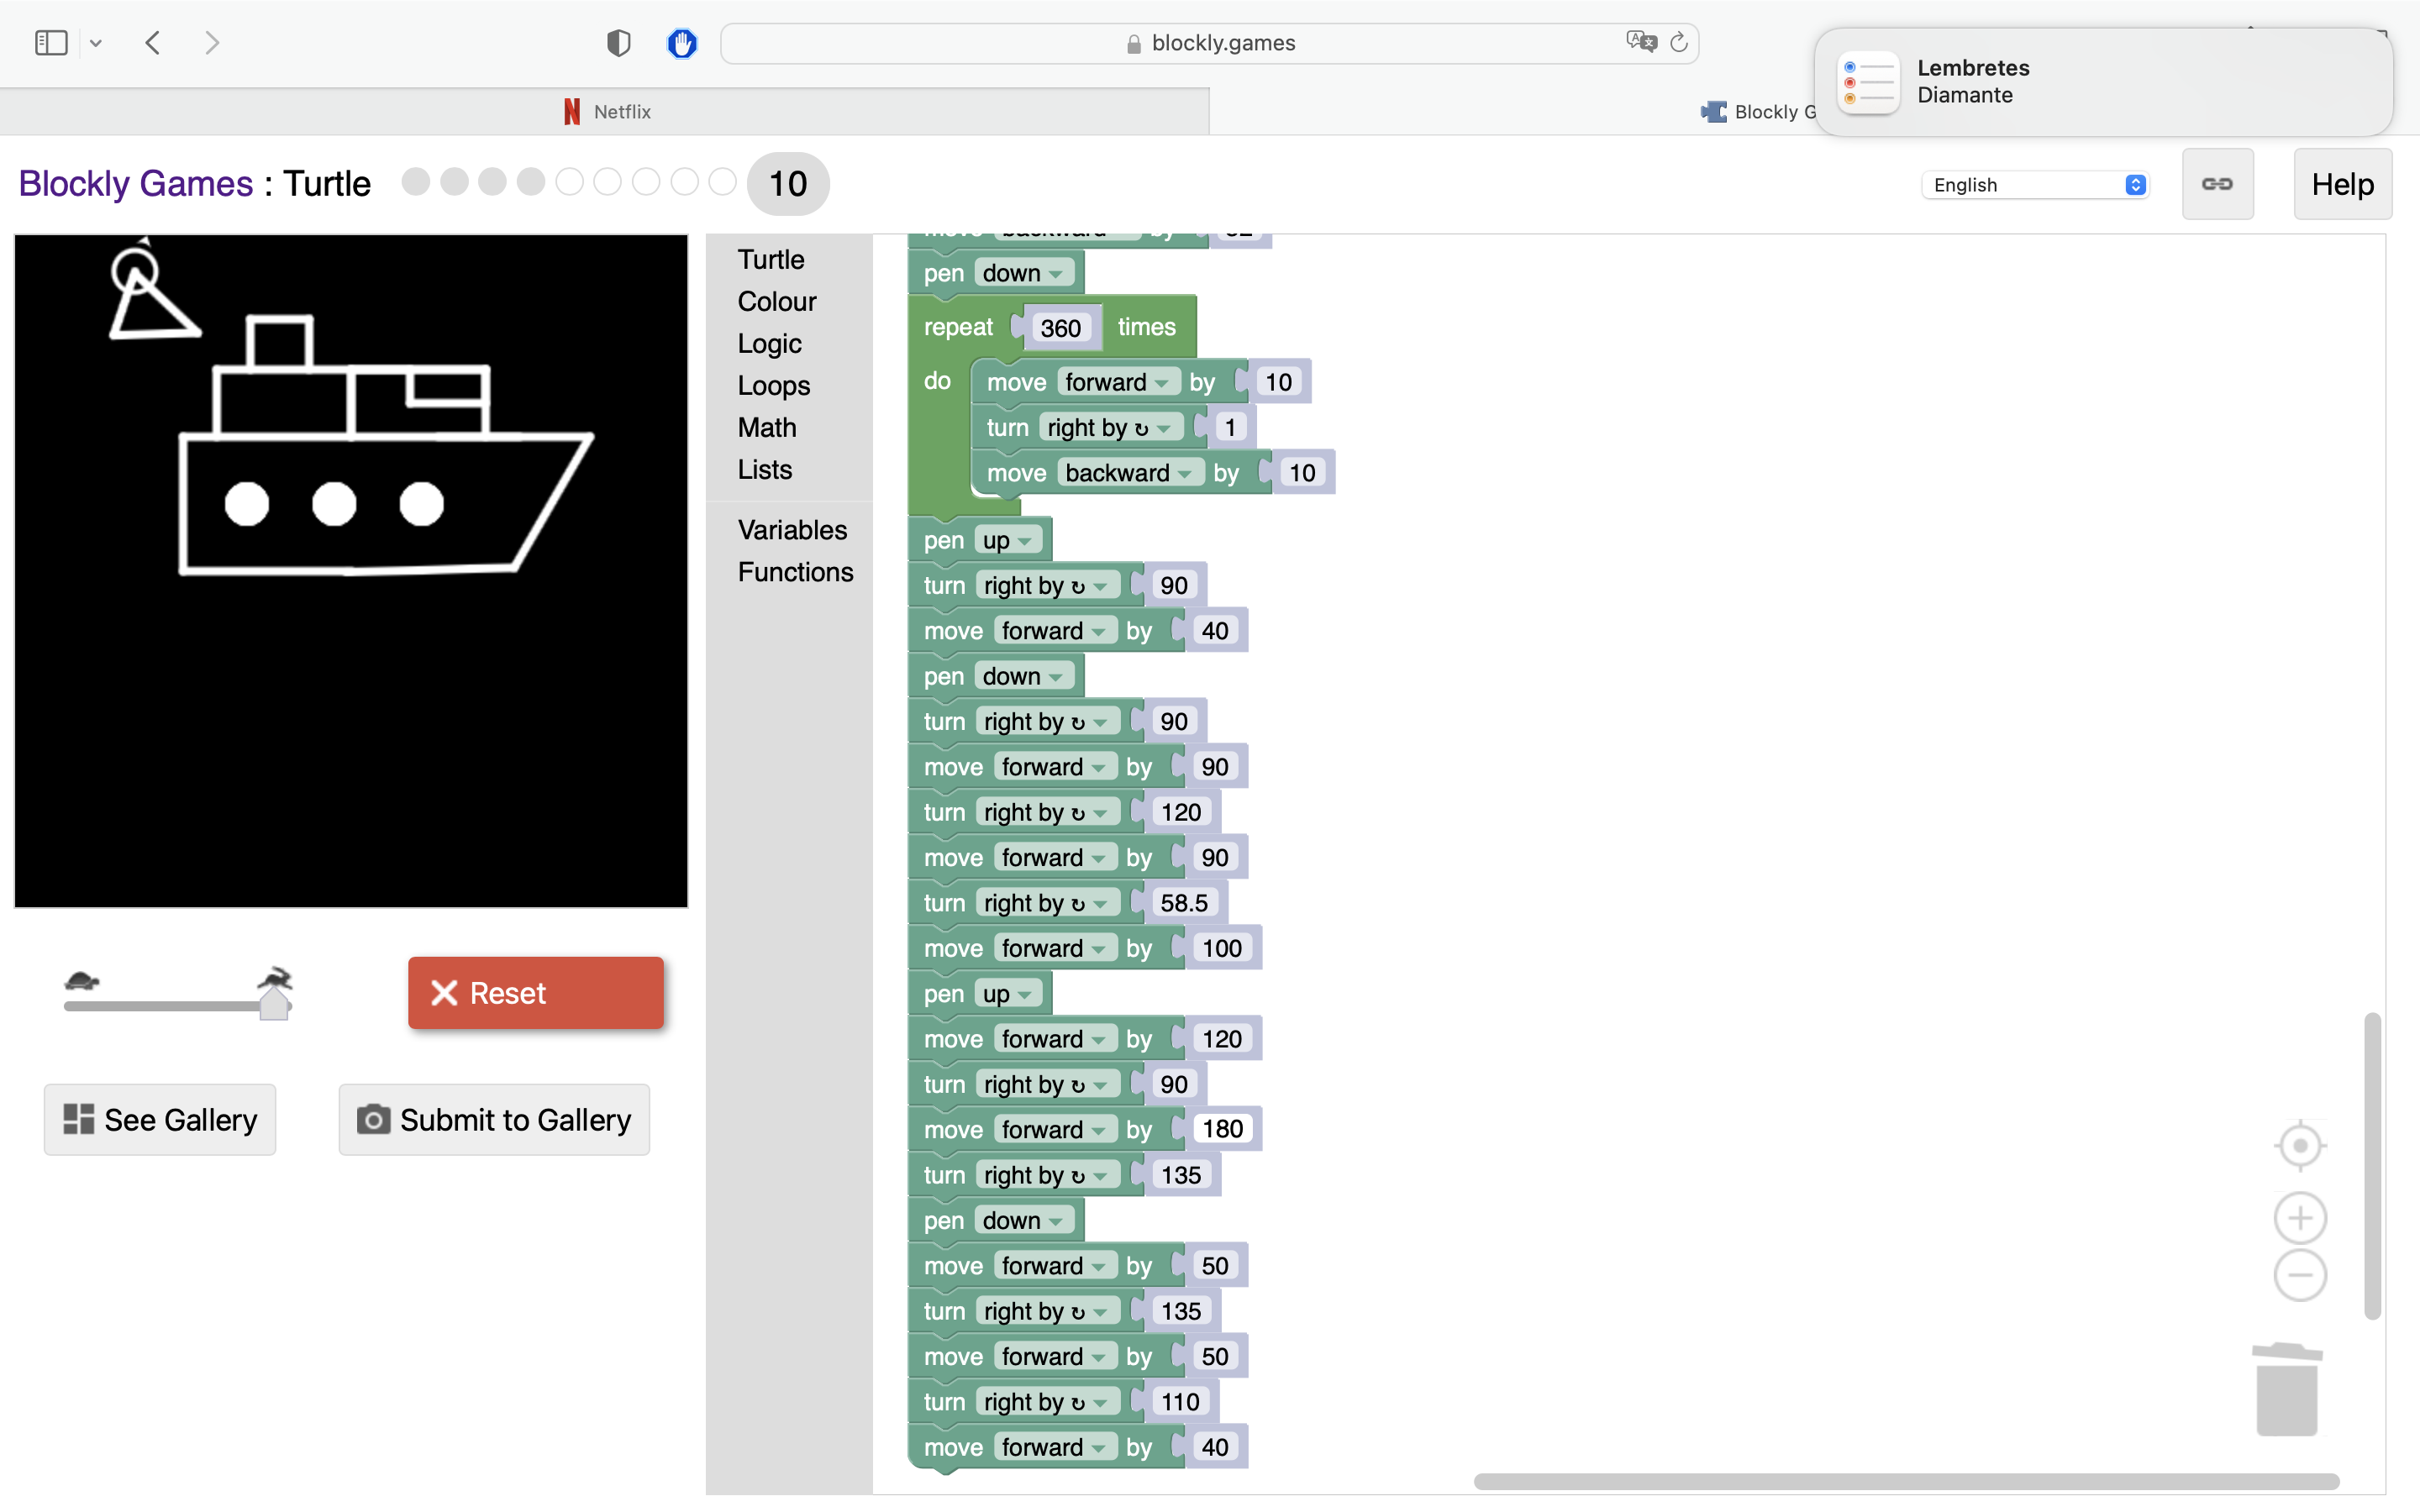 blockly.games
Lembretes
Diamante
Netflix
Blockly G
Blockly Games : Turtle
10
English
Help
Turtle
Colour
Logic
Loops
Math
Lists
Variables
Functions
pen down
repeat 360 times
do
move forward by 10
turn right by ↻ 1
move backward by 10
pen up
turn right by ↻ 90
move forward by 40
pen down
turn right by ↻ 90
move forward by 90
turn right by ↻ 120
move forward by 90
turn right by ↻ 58.5
move forward by 100
pen up
move forward by 120
turn right by ↻ 90
move forward by 180
turn right by ↻ 135
pen down
move forward by 50
turn right by ↻ 135
move forward by 50
turn right by ↻ 110
move forward by 40
Reset
See Gallery
Submit to Gallery